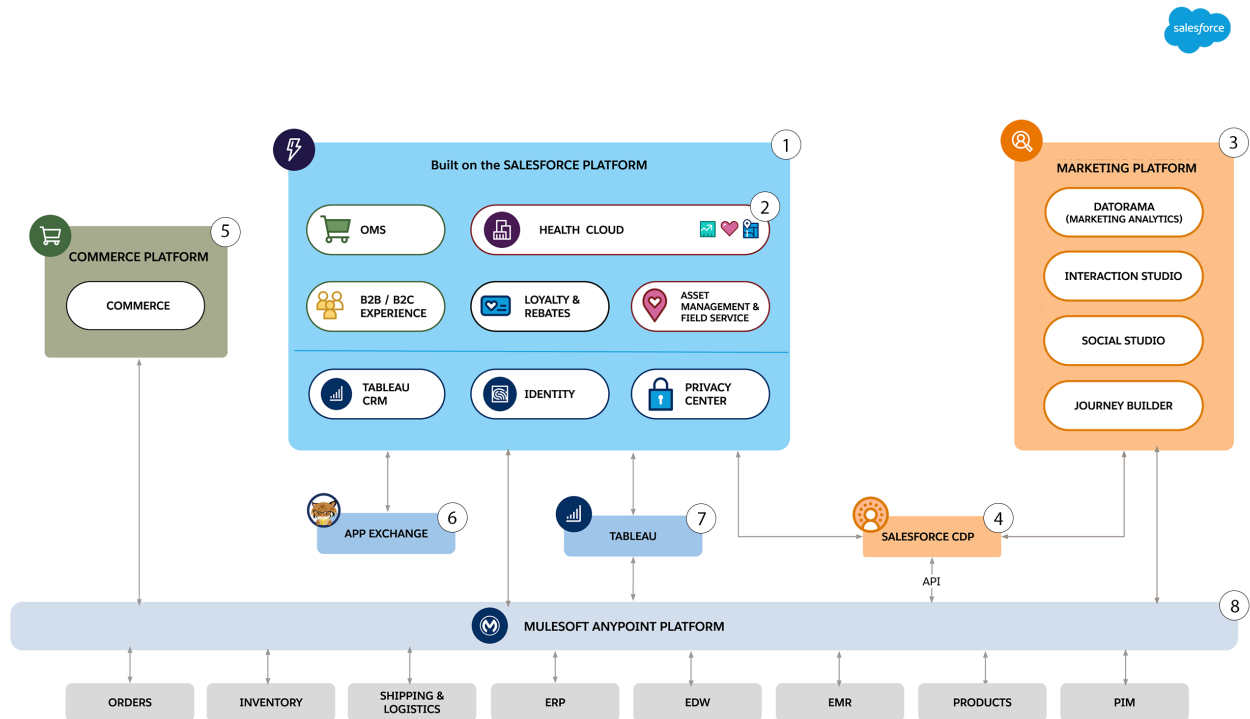 salesforce
1
3
Built on the SALESFORCE PLATFORM
MARKETING PLATFORM
2
DATORAMA
(MARKETING ANALYTICS)
OMS
HEALTH CLOUD
5
COMMERCE PLATFORM
INTERACTION STUDIO
COMMERCE
B2B / B2C
EXPERIENCE
LOYALTY &
REBATES
ASSET
MANAGEMENT &
FIELD SERVICE
SOCIAL STUDIO
TABLEAU
CRM
IDENTITY
PRIVACY
CENTER
JOURNEY BUILDER
6
7
4
APP EXCHANGE
TABLEAU
SALESFORCE CDP
API
8
MULESOFT ANYPOINT PLATFORM
ORDERS
INVENTORY
SHIPPING &
LOGISTICS
ERP
EDW
EMR
PRODUCTS
PIM